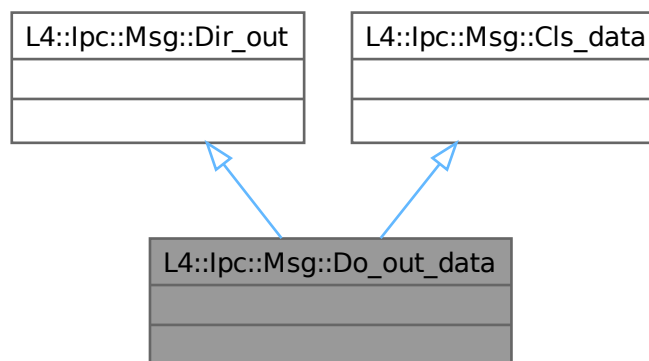 L4::Ipc::Msg::Dir_out
L4::Ipc::Msg::Cls_data
L4::Ipc::Msg::Do_out_data